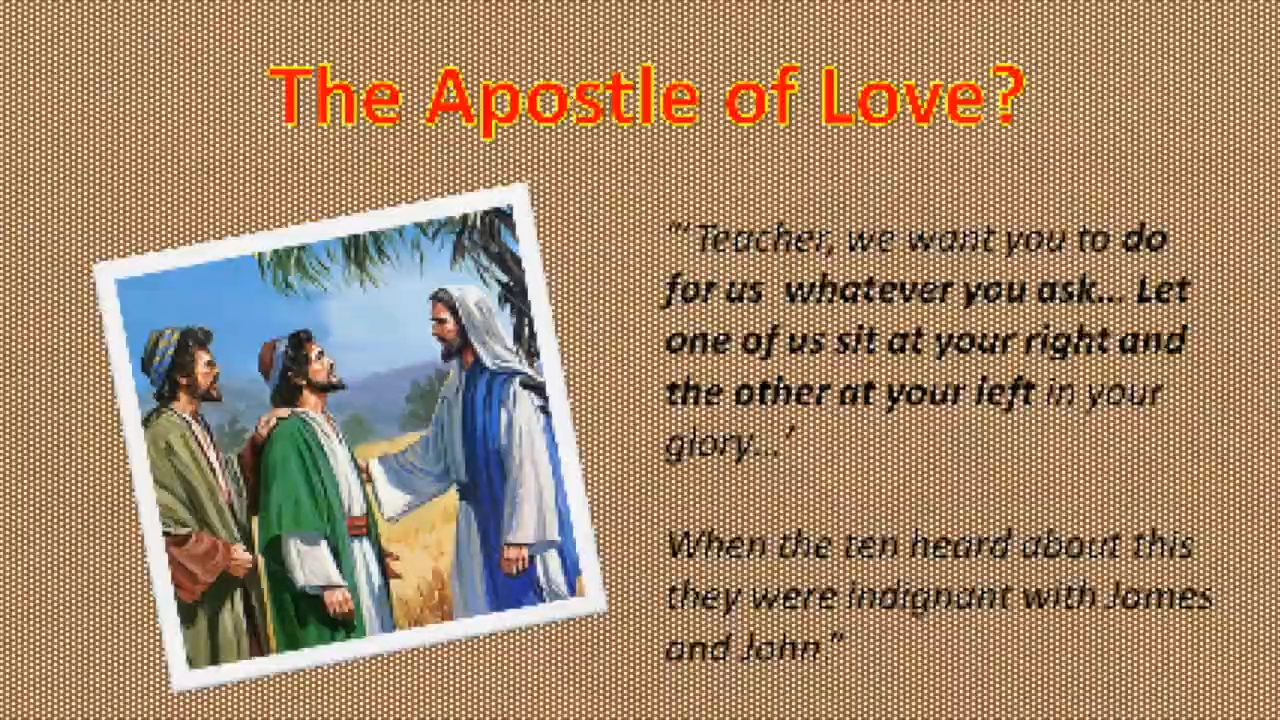 The Apostle of Love?
"‘Teacher, we want you to do
for us whatever you ask... Let
one of us sit at your right and
the other at your left in your
glory...’
When the ten heard about this
they were indignant with James
and John."